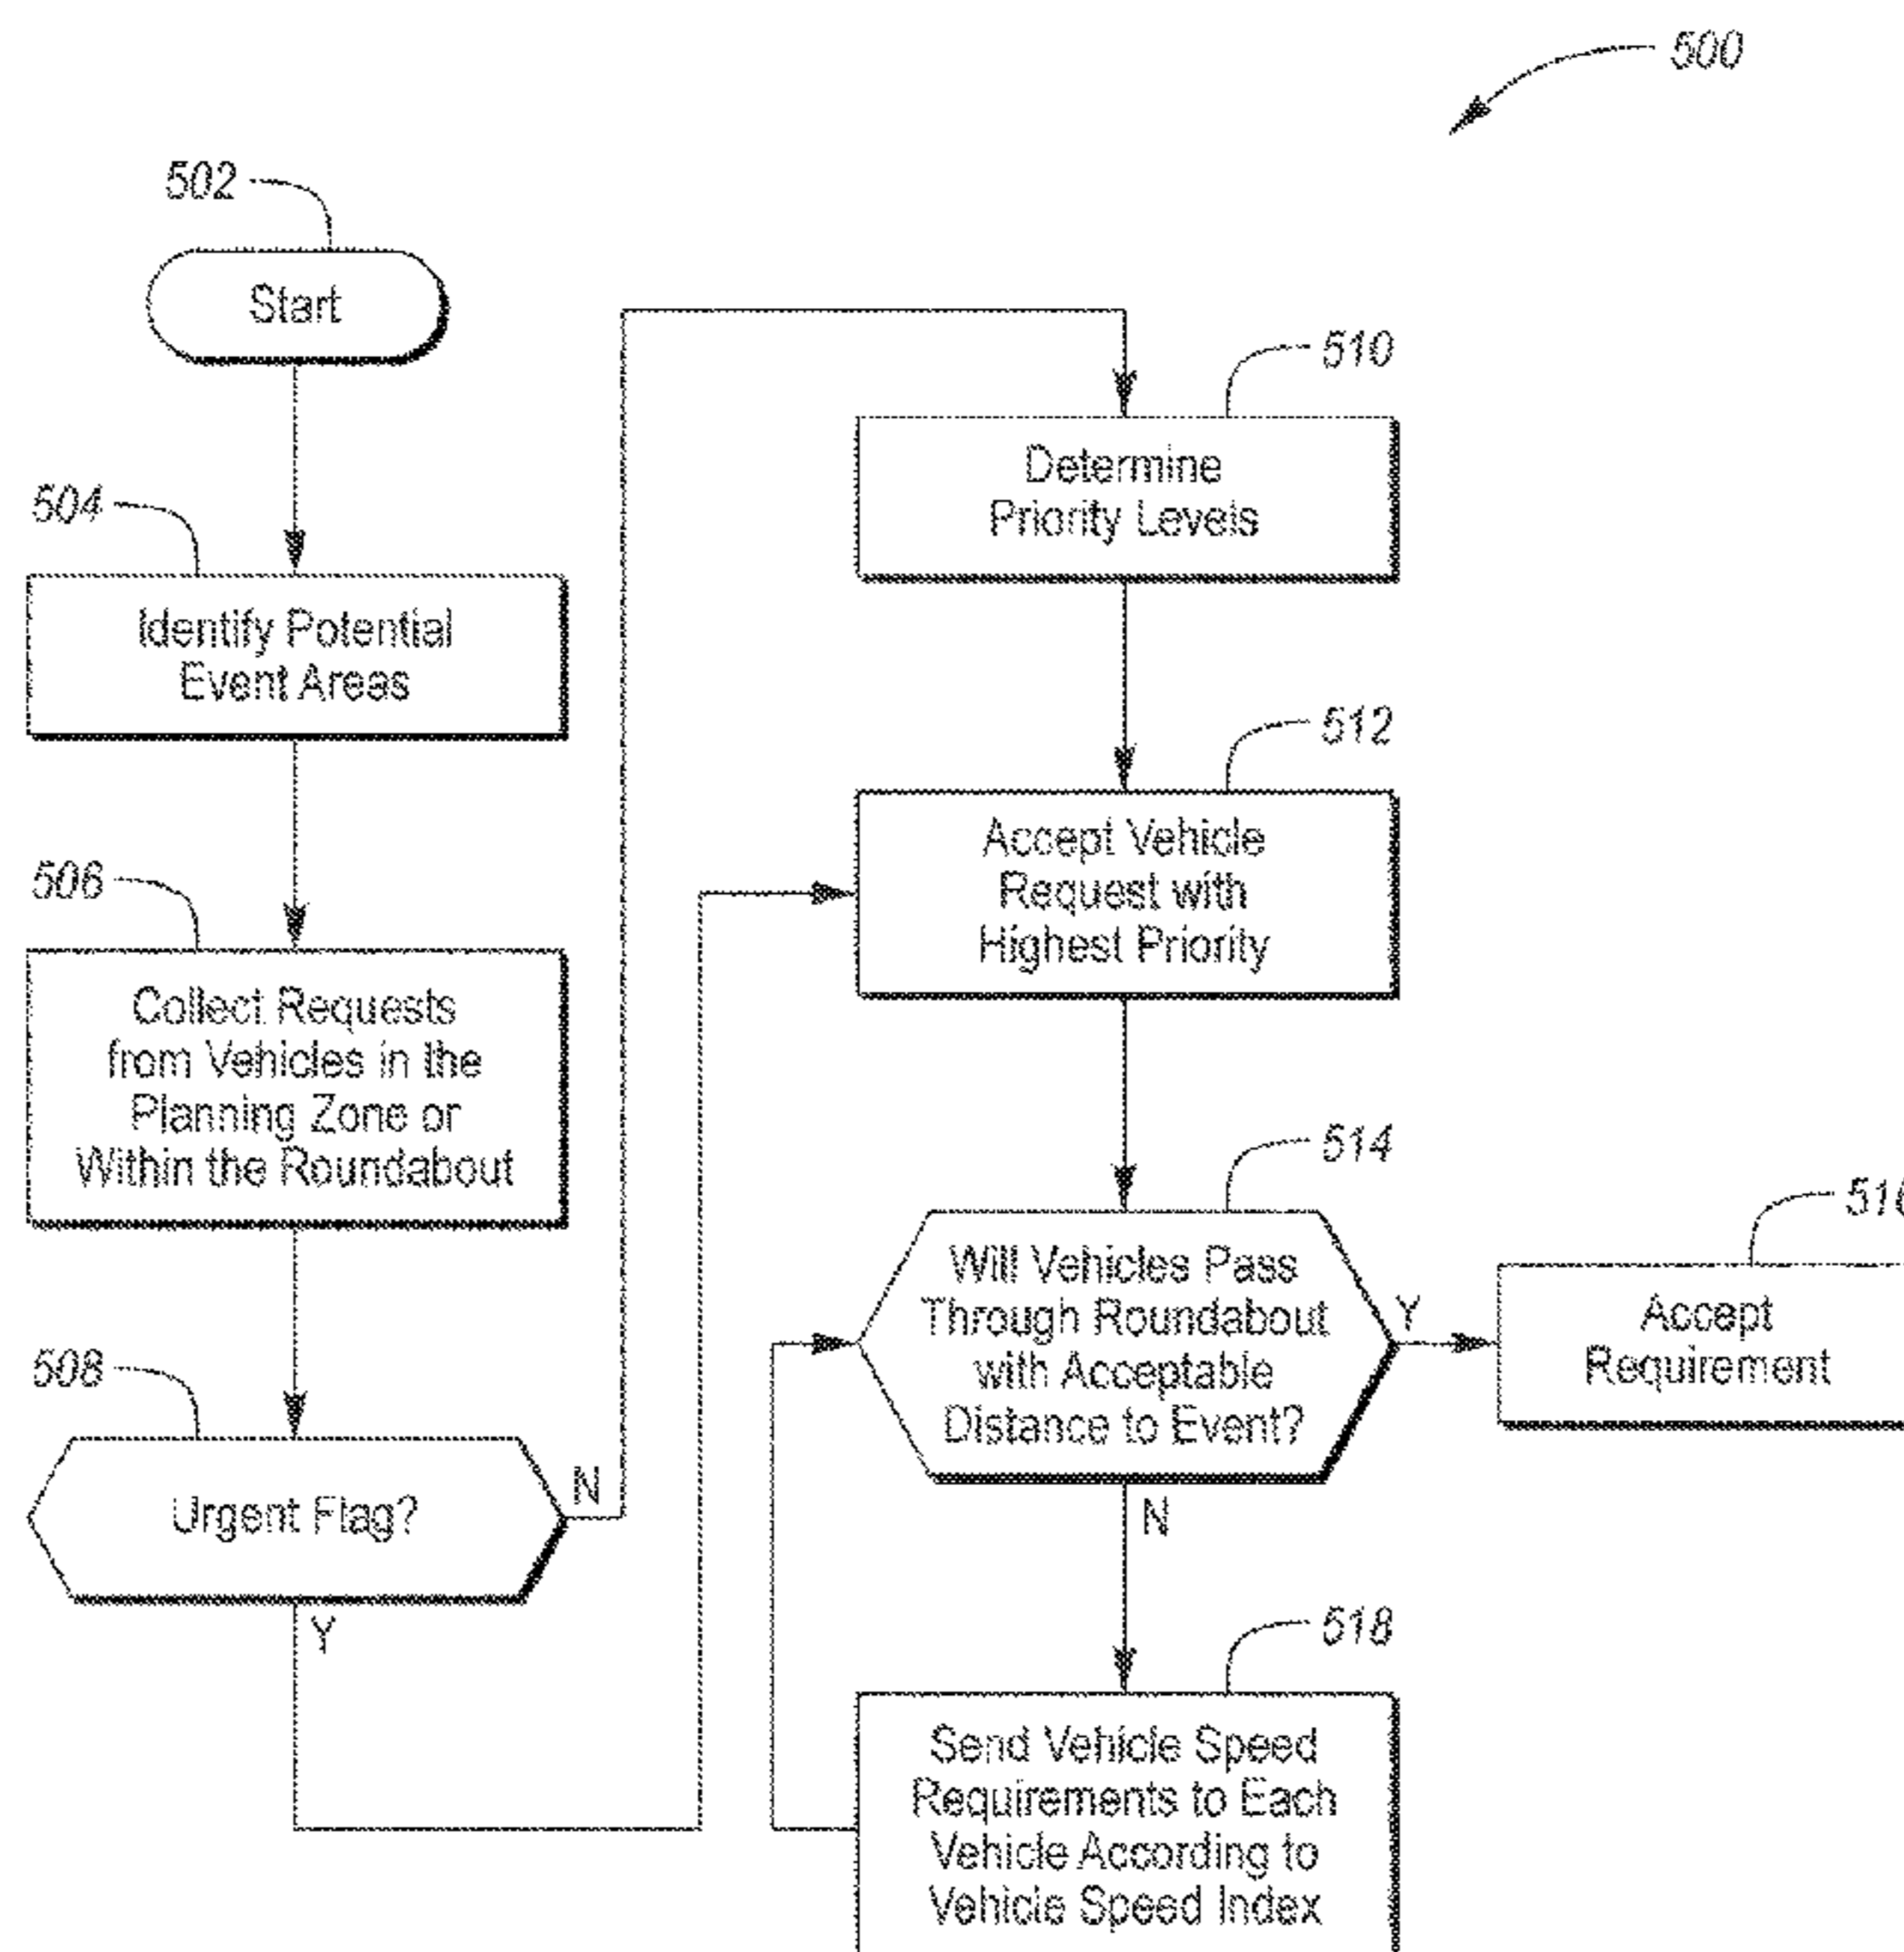 500
502
Start
504
Identify Potential
Event Areas
506
Collect Requests
from Vehicles in the
Planning Zone or
Within the Roundabout
508
Urgent Flag?
N
Y
510
Determine
Priority Levels
512
Accept Vehicle
Request with
Highest Priority
514
Will Vehicles Pass
Through Roundabout
with Acceptable
Distance to Event?
Y
N
Accept
Requirement
518
Send Vehicle Speed
Requirements to Each
Vehicle According to
Vehicle Speed Index